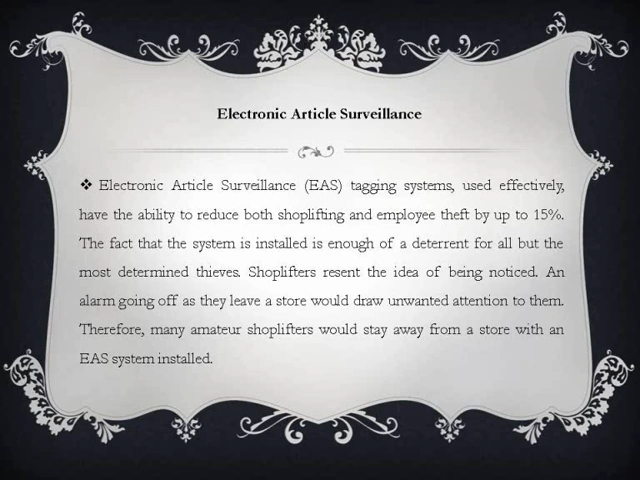 Electronic Article Surveillance
❖ Electronic Article Surveillance (EAS) tagging systems, used effectively,
have the ability to reduce both shoplifting and employee theft by up to 15%.
The fact that the system is installed is enough of a deterrent for all but the
most determined thieves. Shoplifters resent the idea of being noticed. An
alarm going off as they leave a store would draw unwanted attention to them.
Therefore, many amateur shoplifters would stay away from a store with an
EAS system installed.